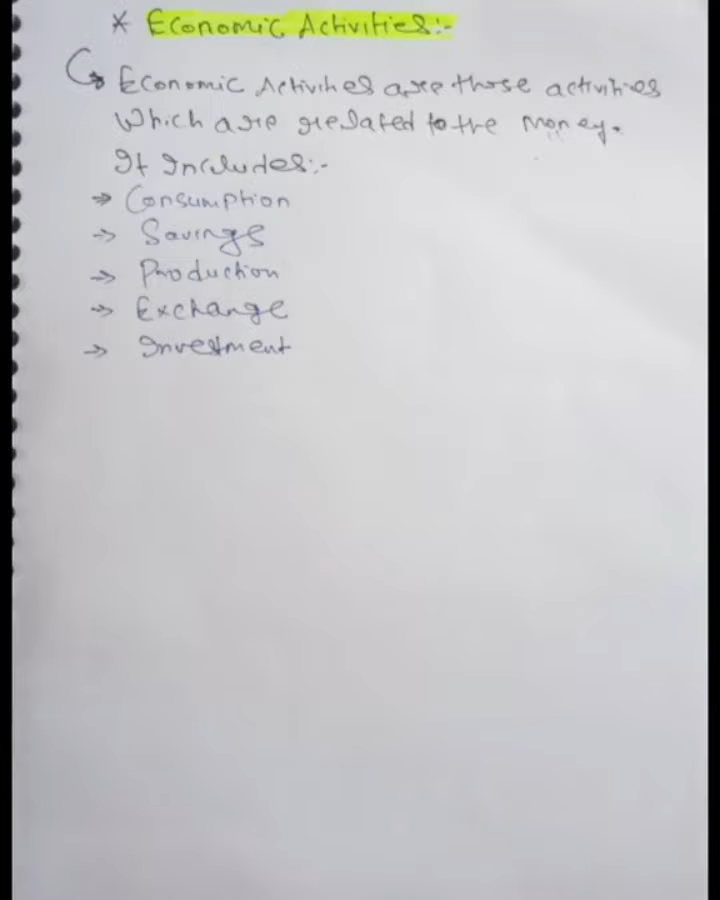 * Economic Activities:-
↪ Economic Activities are those activities
Which are related to the money.
It Includes:-
→ Consumption
→ Savings
→ Production
→ Exchange
→ Investment